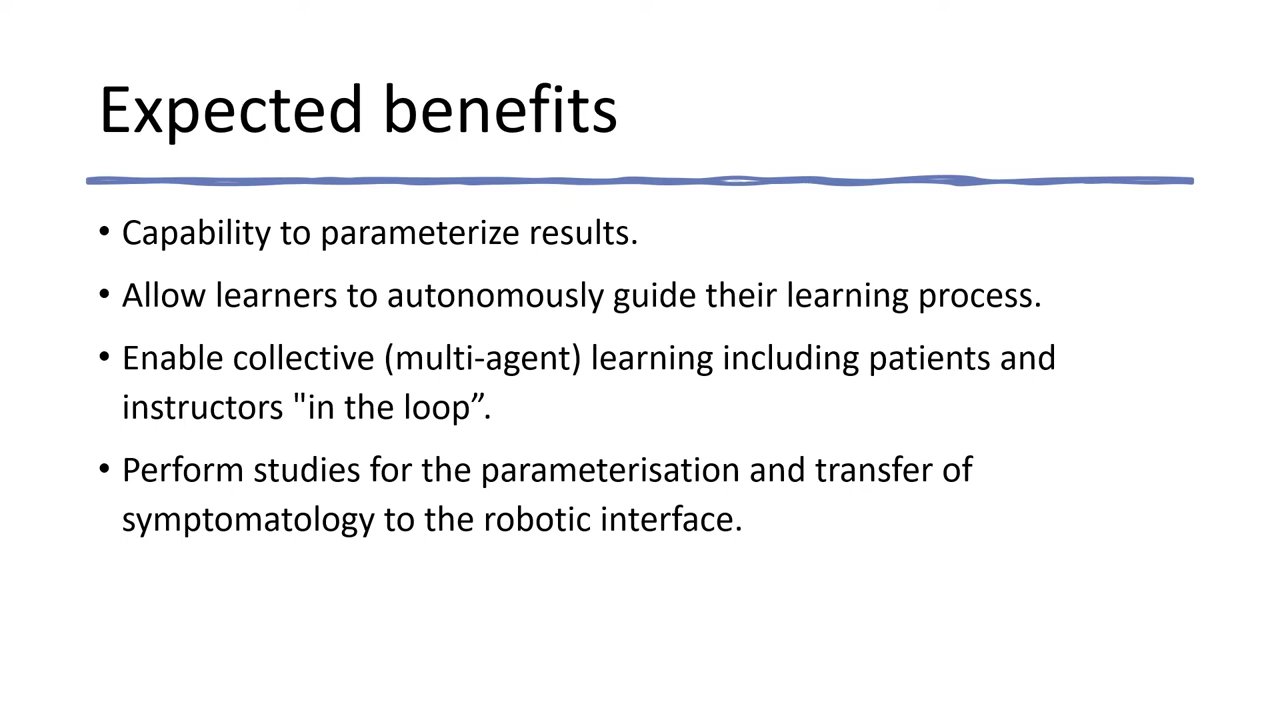 Expected benefits
• Capability to parameterize results.
• Allow learners to autonomously guide their learning process.
• Enable collective (multi-agent) learning including patients and
instructors "in the loop”.
• Perform studies for the parameterisation and transfer of
symptomatology to the robotic interface.